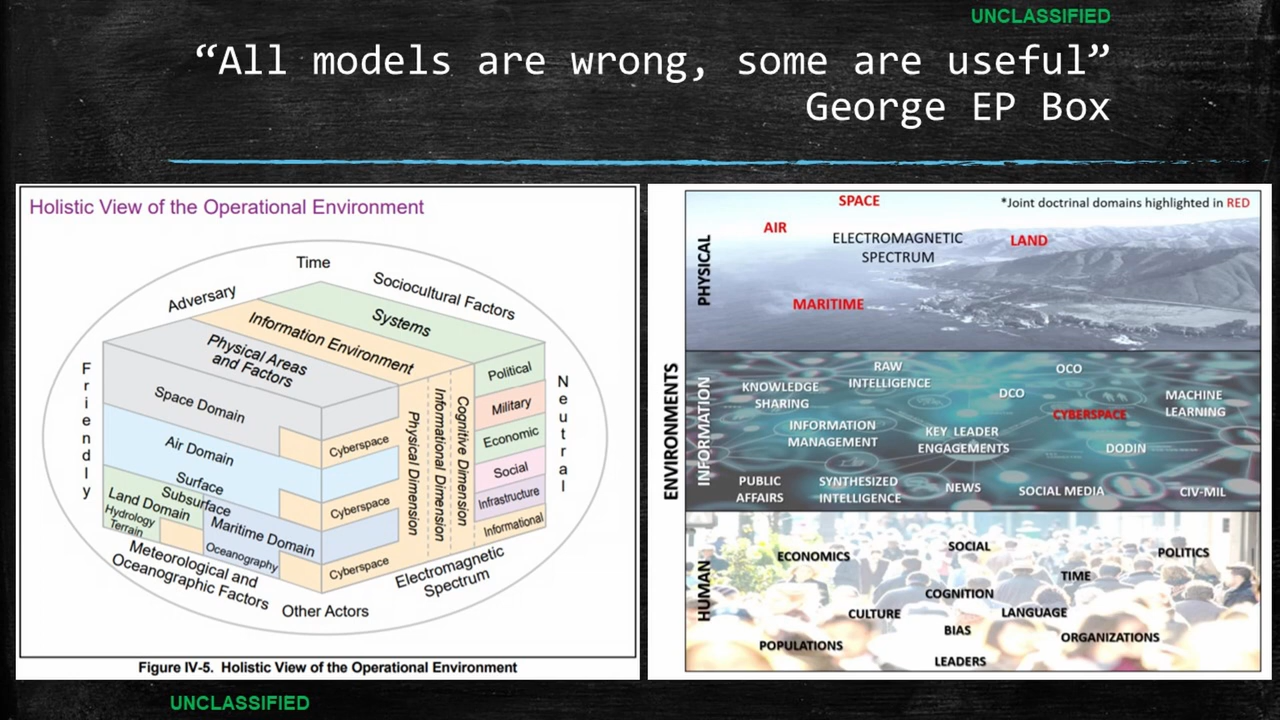 UNCLASSIFIED
“All models are wrong, some are useful”
George EP Box
Holistic View of the Operational Environment
Time
Adversary
Sociocultural Factors
Systems
Information Environment
Physical Areas
and Factors
Friendly
Neutral
Space Domain
Air Domain
Surface
Subsurface
Land Domain
Hydrology
Terrain
Maritime Domain
Oceanography
Cyberspace
Cyberspace
Cyberspace
Physical Dimension
Informational Dimension
Cognitive Dimension
Political
Military
Economic
Social
Infrastructure
Informational
Meteorological and
Oceanographic Factors
Other Actors
Electromagnetic
Spectrum
Figure IV-5. Holistic View of the Operational Environment
ENVIRONMENTS
PHYSICAL
SPACE
*Joint doctrinal domains highlighted in RED
AIR
ELECTROMAGNETIC
SPECTRUM
LAND
MARITIME
INFORMATION
RAW
INTELLIGENCE
OCO
KNOWLEDGE
SHARING
DCO
CYBERSPACE
MACHINE
LEARNING
INFORMATION
MANAGEMENT
KEY LEADER
ENGAGEMENTS
DODIN
PUBLIC
AFFAIRS
SYNTHESIZED
INTELLIGENCE
NEWS
SOCIAL MEDIA
CIV-MIL
HUMAN
ECONOMICS
SOCIAL
POLITICS
TIME
COGNITION
CULTURE
LANGUAGE
BIAS
ORGANIZATIONS
POPULATIONS
LEADERS
UNCLASSIFIED